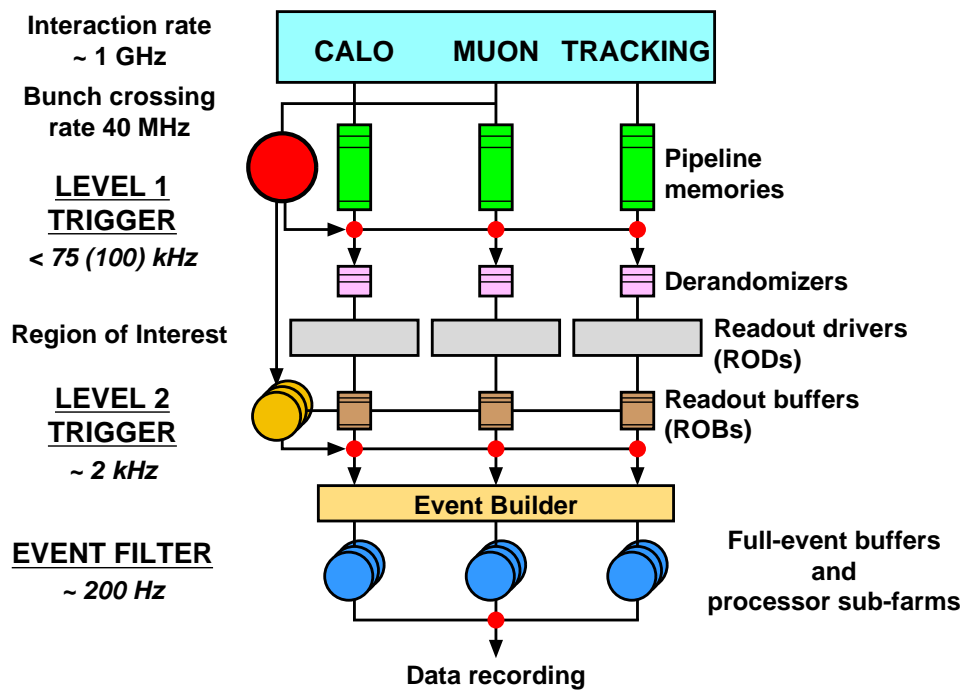 Interaction rate
~ 1 GHz
CALO MUON TRACKING
Bunch crossing
rate 40 MHz
Pipeline
memories
LEVEL 1
TRIGGER
< 75 (100) kHz
Derandomizers
Region of Interest
Readout drivers
(RODs)
LEVEL 2
TRIGGER
~ 2 kHz
Readout buffers
(ROBs)
Event Builder
EVENT FILTER
~ 200 Hz
Full-event buffers
and
processor sub-farms
Data recording